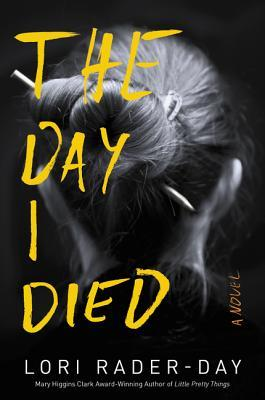 THE
DAY
I
DIED
A NOVEL
LORI RADER-DAY
Mary Higgins Clark Award-Winning Author of Little Pretty Things